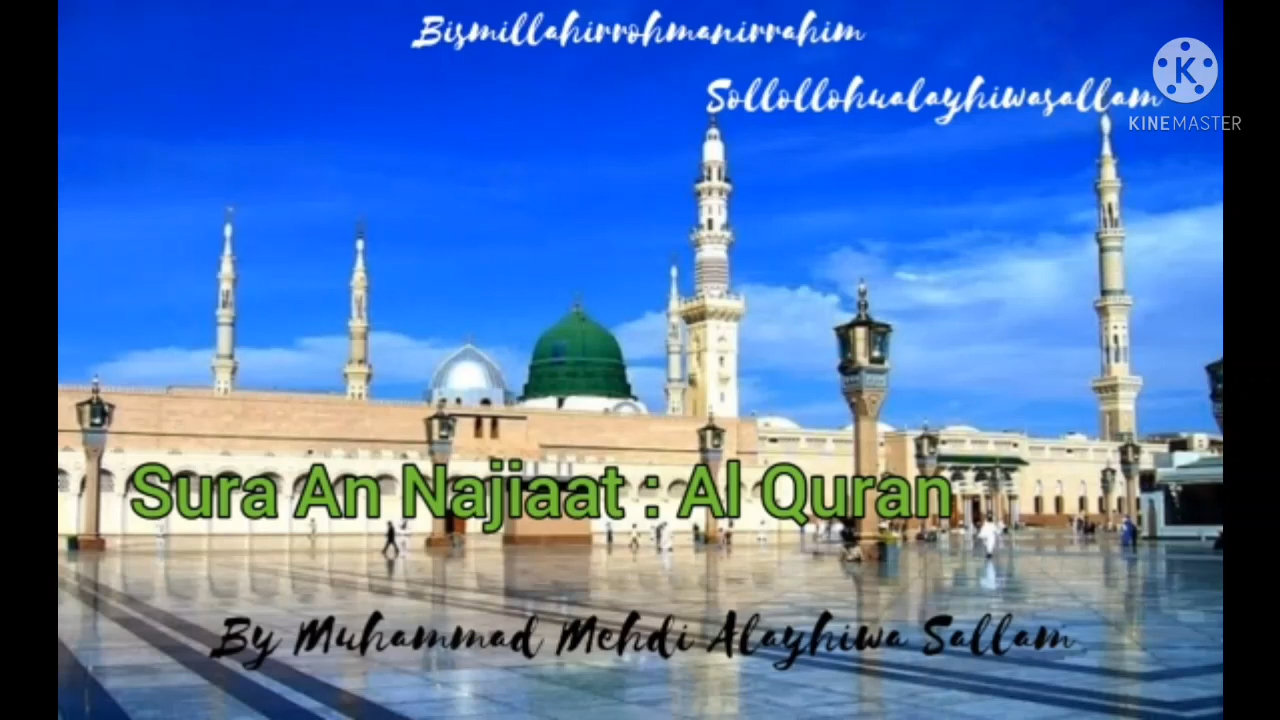 Bismillahirrohmanirrahim
Sollollohualayhiwasallam
KINEMASTER
Sura An Najiaat : Al Quran
By Muhammad Mehdi Alayhiwa Sallam